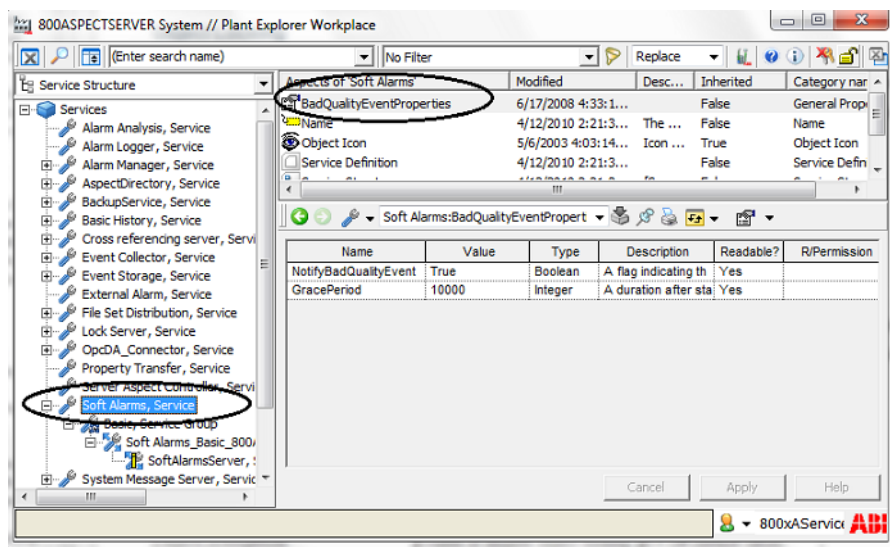 800ASPECTSERVER System // Plant Explorer Workplace
(Enter search name) No Filter Replace
Service Structure
Services
Alarm Analysis, Service
Alarm Logger, Service
Alarm Manager, Service
AspectDirectory, Service
BackupService, Service
Basic History, Service
Cross referencing server, Servi
Event Collector, Service
Event Storage, Service
External Alarm, Service
File Set Distribution, Service
Lock Server, Service
OpcDA_Connector, Service
Property Transfer, Service
Server Aspect Controller, Servi
Soft Alarms, Service
Basic, Service Group
Soft Alarms_Basic_800A
SoftAlarmsServer,
System Message Server, Servic
Aspects of 'Soft Alarms' Modified Desc... Inherited Category nar
BadQualityEventProperties 6/17/2008 4:33:1... False General Prop
Name 4/12/2010 2:21:3... The ... False Name
Object Icon 5/6/2003 4:03:14... Icon ... True Object Icon
Service Definition 4/12/2010 2:21:3... False Service Defin
Soft Alarms:BadQualityEventPropert
Name Value Type Description Readable? R/Permission
NotifyBadQualityEvent True Boolean A flag indicating th Yes
GracePeriod 10000 Integer A duration after sta Yes
Cancel Apply Help
800xAService ABB